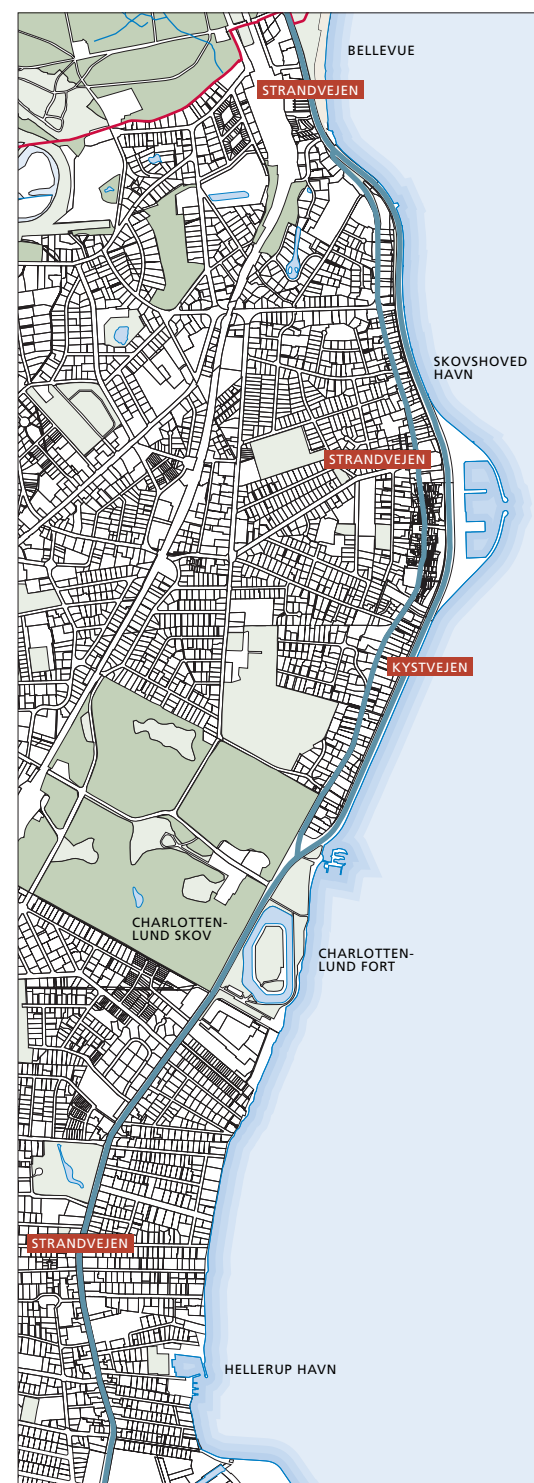 BELLEVUE
STRANDVEJEN
SKOVSHOVED
HAVN
STRANDVEJEN
KYSTVEJEN
CHARLOTTEN-
LUND SKOV
CHARLOTTEN-
LUND FORT
STRANDVEJEN
HELLERUP HAVN